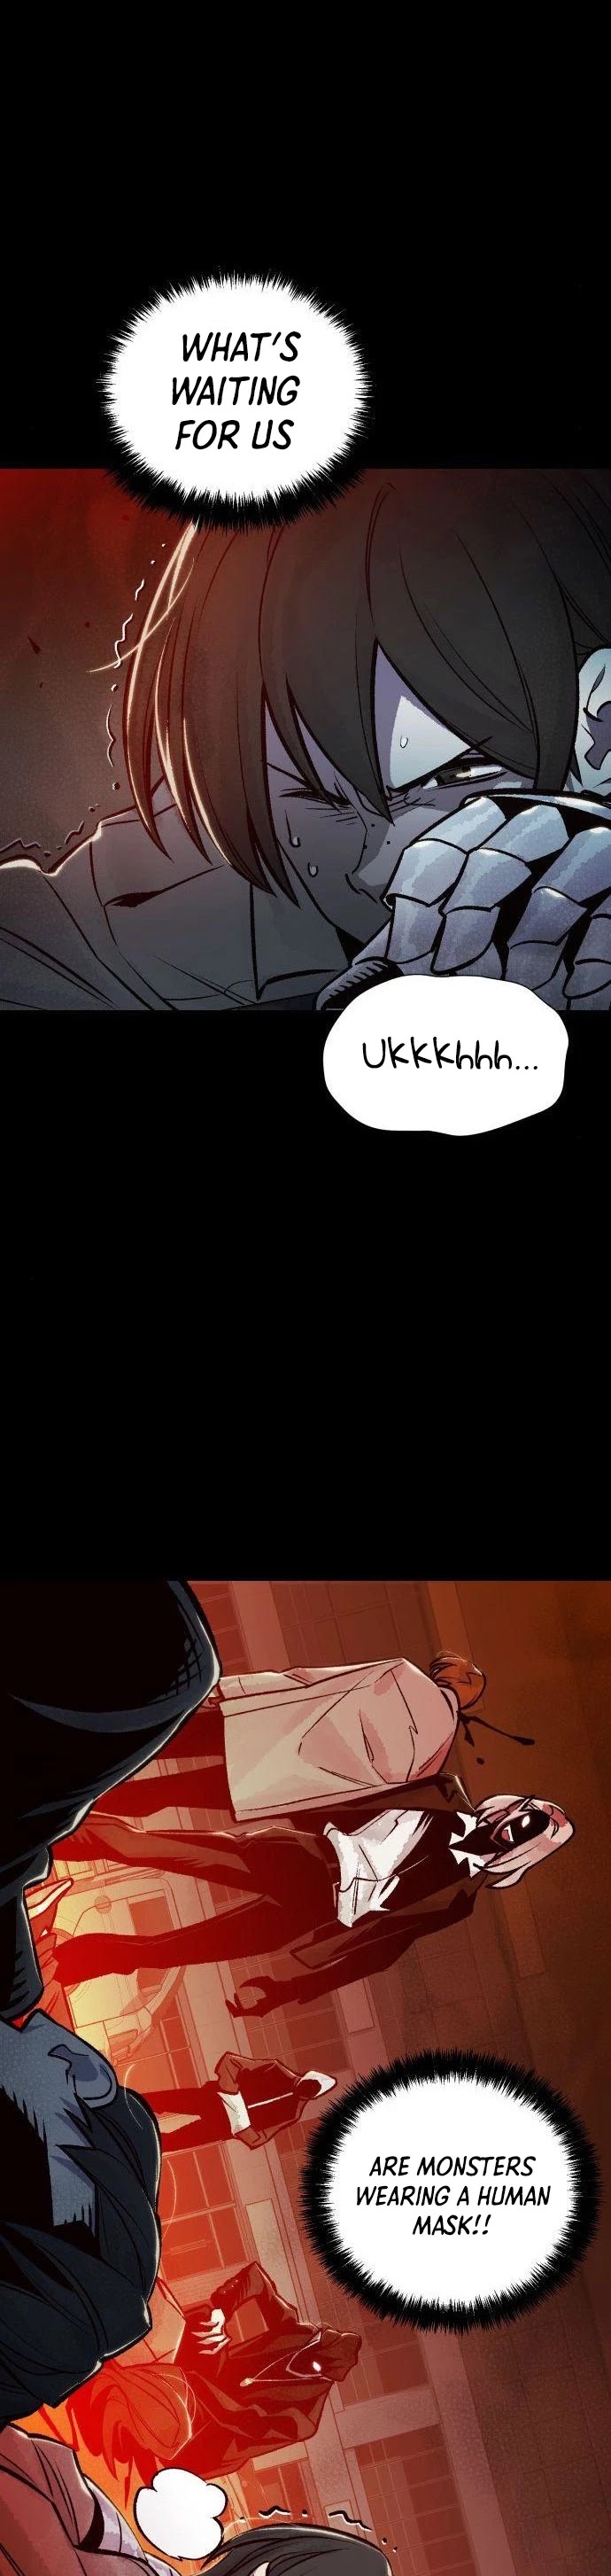 WHAT'S
WAITING
FOR US
UKKKhhh...
ARE MONSTERS
WEARING A HUMAN
MASK!!